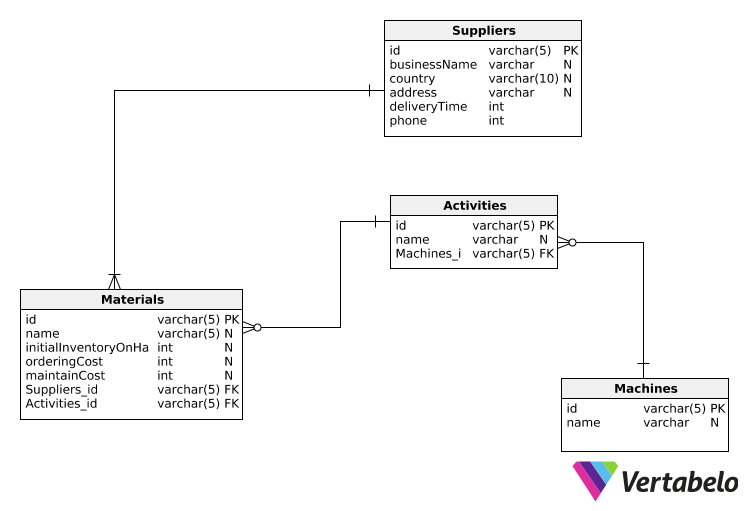 Suppliers
id varchar(5) PK
businessName varchar N
country varchar(10) N
address varchar N
deliveryTime int
phone int
Activities
id varchar(5) PK
name varchar N
Machines_i varchar(5) FK
Materials
id varchar(5) PK
name varchar(5) N
initialInventoryOnHa int N
orderingCost int N
maintainCost int N
Suppliers_id varchar(5) FK
Activities_id varchar(5) FK
Machines
id varchar(5) PK
name varchar N
Vertabelo